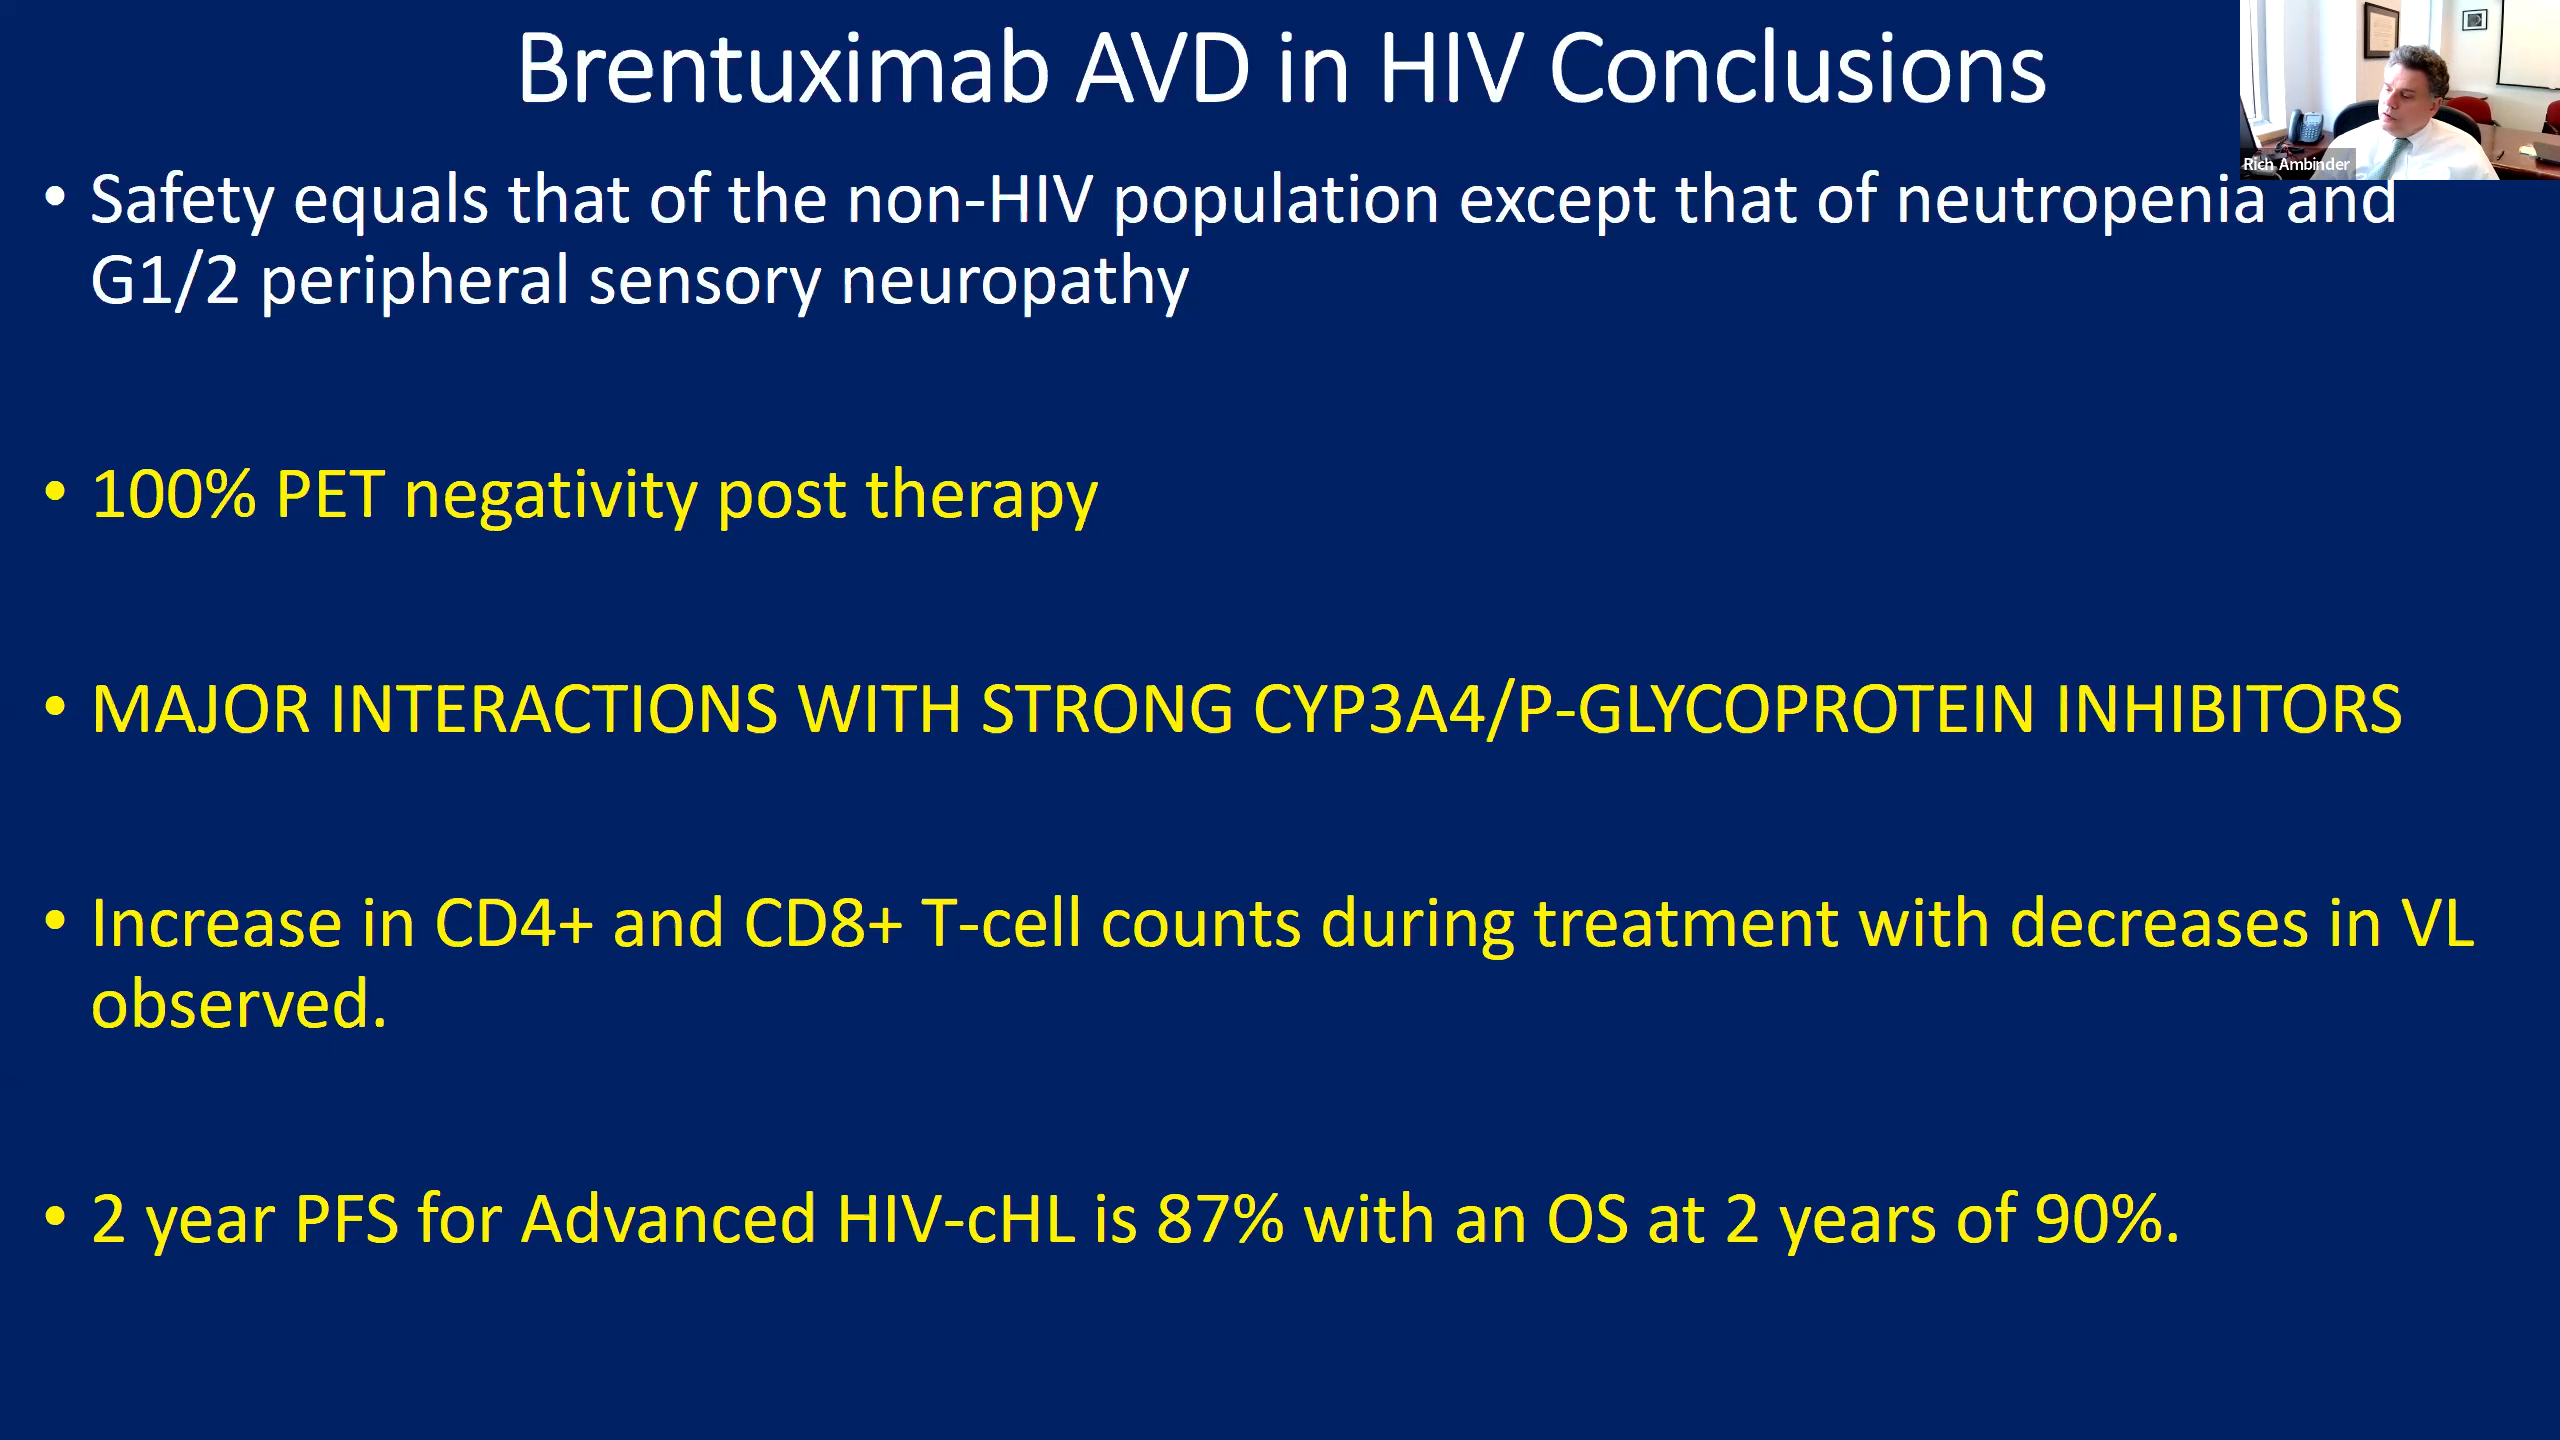 Brentuximab AVD in HIV Conclusions
Rich Ambinder
• Safety equals that of the non-HIV population except that of neutropenia and
G1/2 peripheral sensory neuropathy
• 100% PET negativity post therapy
• MAJOR INTERACTIONS WITH STRONG CYP3A4/P-GLYCOPROTEIN INHIBITORS
• Increase in CD4+ and CD8+ T-cell counts during treatment with decreases in VL
observed.
• 2 year PFS for Advanced HIV-cHL is 87% with an OS at 2 years of 90%.